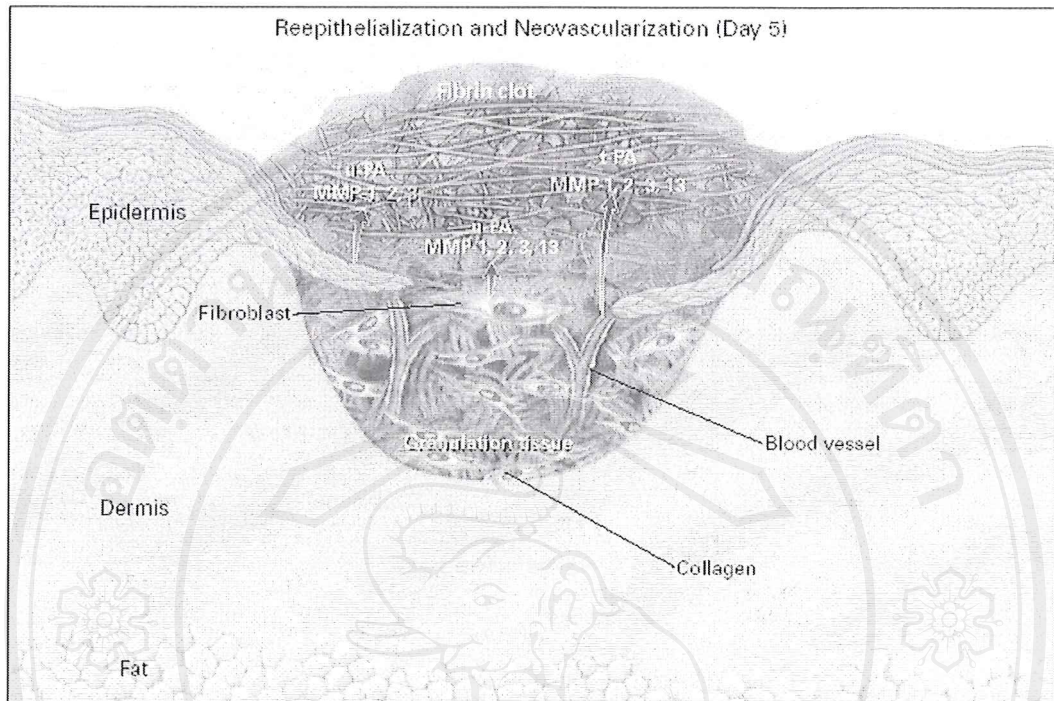 Reepithelialization and Neovascularization (Day 5)
Fibrin clot
u-PA
MMP-1, 2, 3
t-PA
MMP-1, 2, 3, 13
Epidermis
u-PA
MMP-1, 2, 3, 13
Fibroblast
Granulation tissue
Blood vessel
Dermis
Collagen
Fat